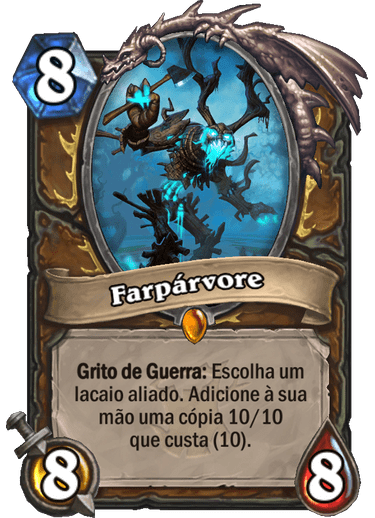 8
Farpárvore
Grito de Guerra: Escolha um
lacaio aliado. Adicione à sua
mão uma cópia 10/10
que custa (10).
8
8